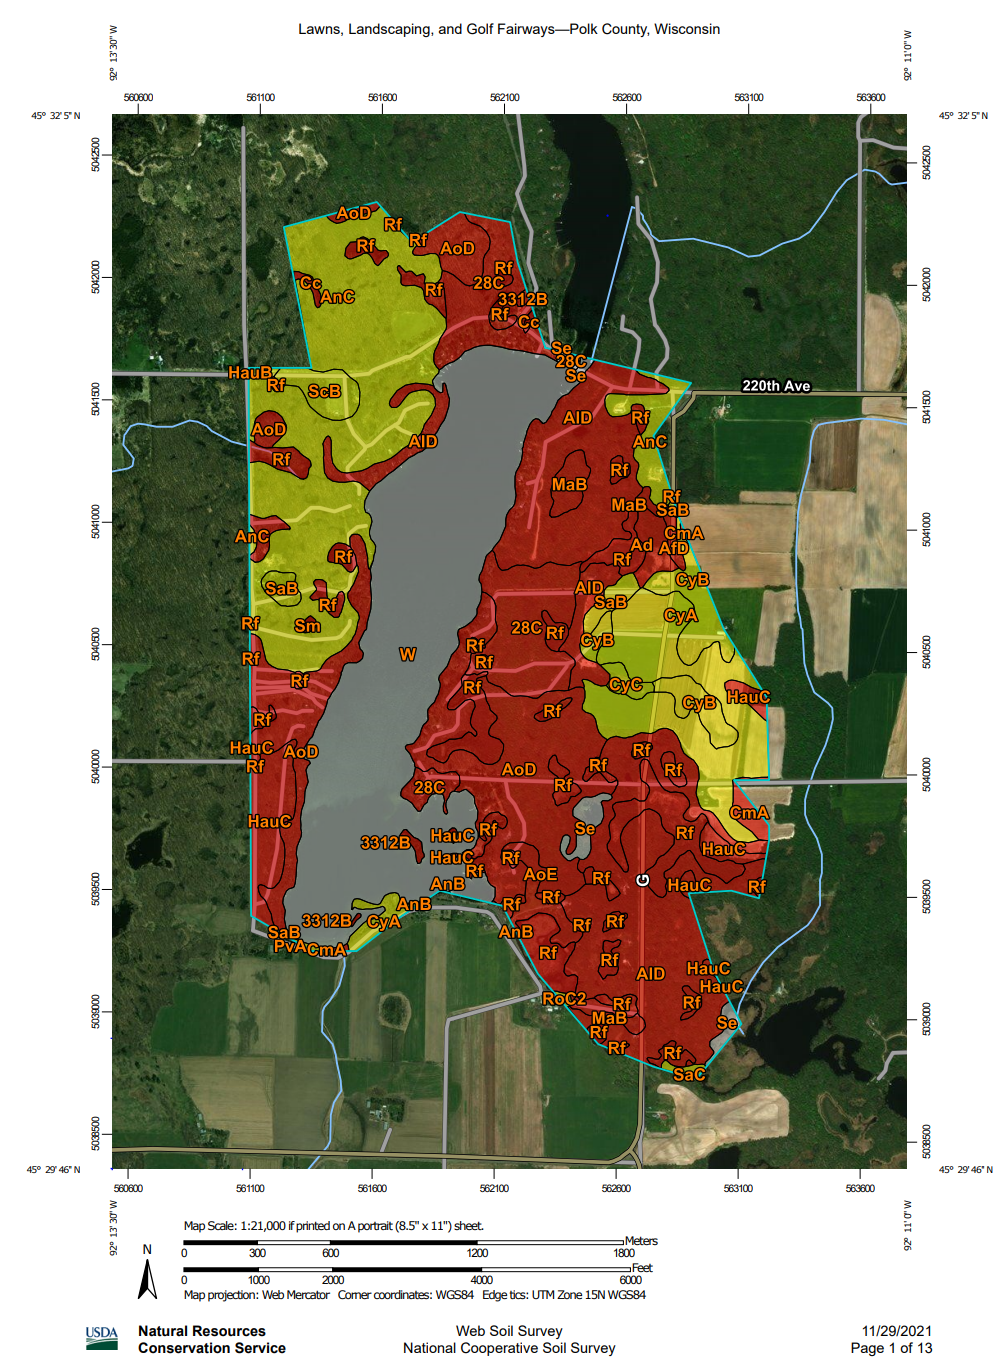 Lawns, Landscaping, and Golf Fairways—Polk County, Wisconsin
92° 13' 30" W
92° 11' 0" W
560600 561100 561600 562100 562600 563100 563600
45° 32' 5" N
45° 32' 5" N
5042500
5042500
AoD
Rf
Rf
Rf
AoD
Rf
5042000
5042000
Cc
AnC
Rf
28C
3312B
Rf
Cc
Se
28C
Se
HauB
Rf
ScB
220th Ave
5041500
5041500
AoD
AlD
AlD
Rf
AnC
Rf
Rf
MaB
MaB
Rf
SaB
5041000
5041000
AnC
CmA
Ad
AfD
Rf
Rf
SaB
AlD
CyB
Rf
SaB
CyA
Rf
Sm
28C
Rf
CyB
5040500
5040500
Rf
W
Rf
Rf
Rf
Rf
CyC
HauC
CyB
Rf
Rf
HauC
AoD
Rf
Rf
5040000
5040000
AoD
Rf
Rf
Rf
28C
CmA
HauC
3312B
HauC
Rf
Se
Rf
HauC
HauC
Rf
Rf
AoE
Rf
AnB
HauC
Rf
G
5039500
5039500
AnB
Rf
Rf
3312B
CyA
SaB
PvA
CmA
AnB
Rf
Rf
Rf
Rf
AlD
HauC
HauC
RoC2
Rf
Rf
MaB
Rf
Se
5039000
5039000
Rf
Rf
SaC
5038500
5038500
45° 29' 46" N
45° 29' 46" N
560600 561100 561600 562100 562600 563100 563600
92° 13' 30" W
92° 11' 0" W
Map Scale: 1:21,000 if printed on A portrait (8.5" x 11") sheet.
N
Meters
0 300 600 1200 1800
Feet
0 1000 2000 4000 6000
Map projection: Web Mercator Corner coordinates: WGS84 Edge tics: UTM Zone 15N WGS84
USDA
Natural Resources
Conservation Service
Web Soil Survey
National Cooperative Soil Survey
11/29/2021
Page 1 of 13